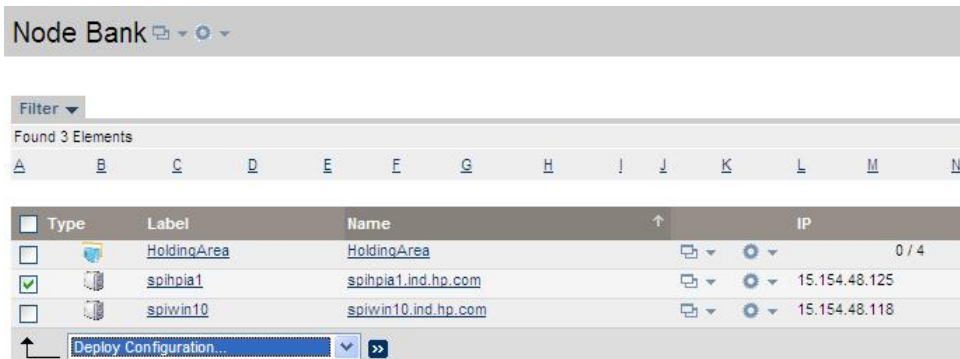 Node Bank
Filter
Found 3 Elements
A B C D E F G H I J K L M N
Type Label Name IP
HoldingArea HoldingArea 0 / 4
spihpia1 spihpia1.ind.hp.com 15.154.48.125
spiwin10 spiwin10.ind.hp.com 15.154.48.118
Deploy Configuration...